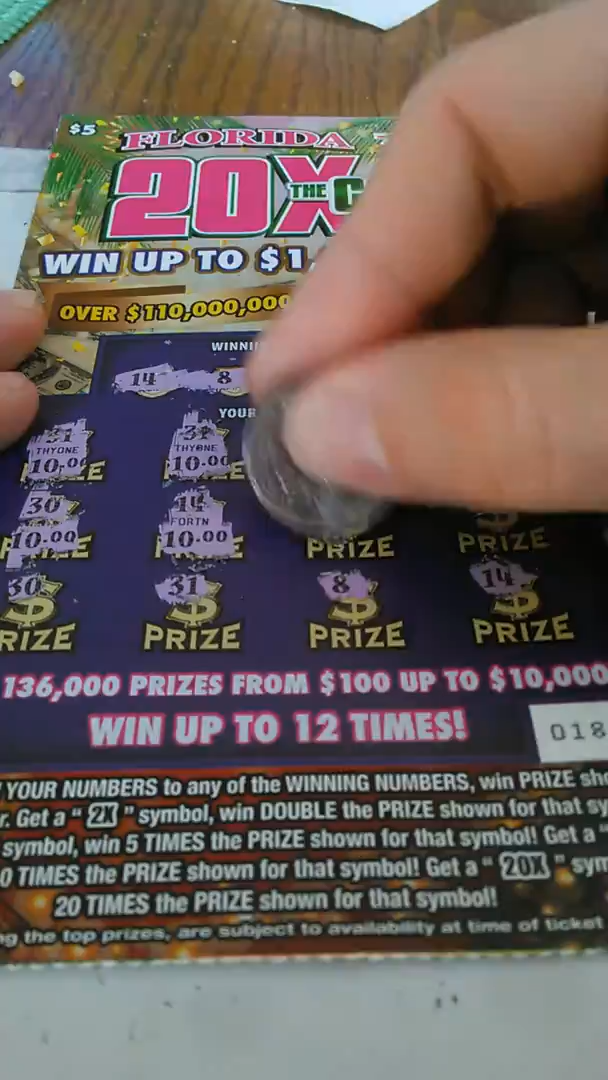 $5 FLORIDA
20X THE C
WIN UP TO $1,
OVER $110,000,000
WINNI
14 8
YOUR
31 31
THYONE THYONE
10.00 10.00
30 14
FORTN
10.00 10.00 PRIZE PRIZE
30 31 8 14
RIZE PRIZE PRIZE PRIZE
136,000 PRIZES FROM $100 UP TO $10,000
WIN UP TO 12 TIMES!
018
YOUR NUMBERS to any of the WINNING NUMBERS, win PRIZE sho
r. Get a "2X" symbol, win DOUBLE the PRIZE shown for that sy
symbol, win 5 TIMES the PRIZE shown for that symbol! Get a "
0 TIMES the PRIZE shown for that symbol! Get a "20X" sym
20 TIMES the PRIZE shown for that symbol!
ng the top prizes, are subject to availability at time of ticket